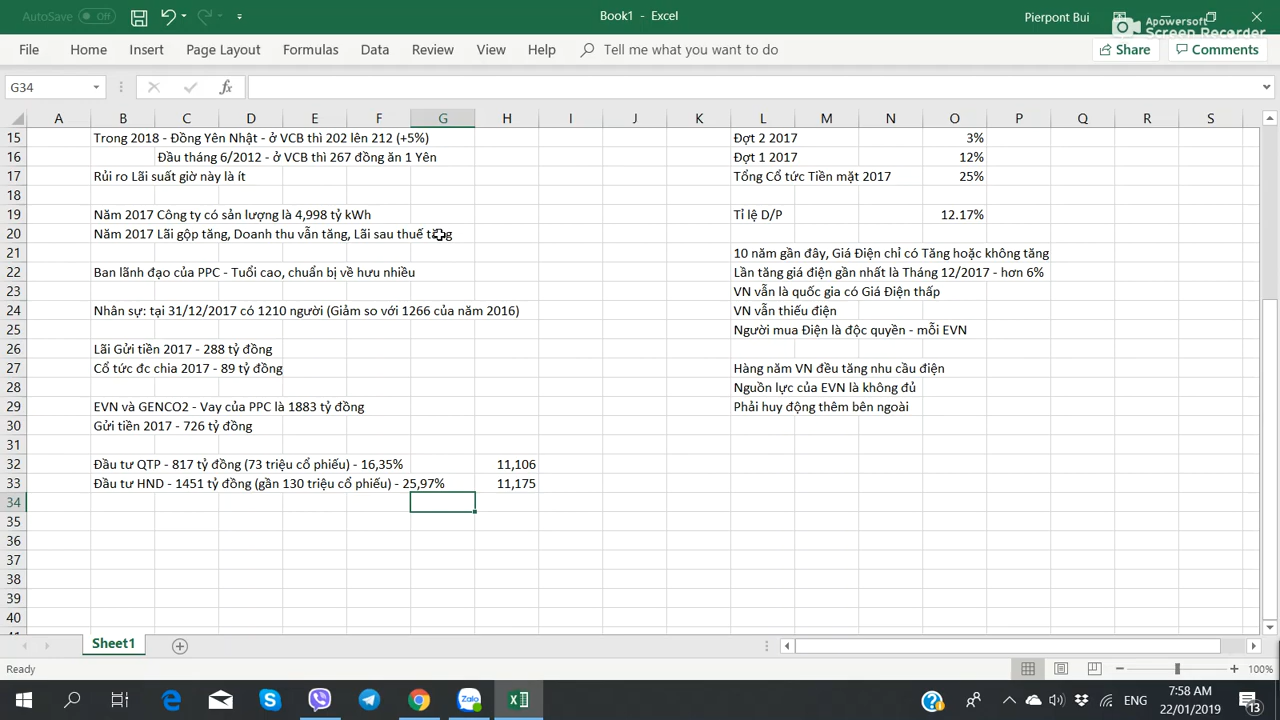 AutoSave Off
Book1 - Excel
Pierpont Bui
Apowersoft
Screen Recorder
File Home Insert Page Layout Formulas Data Review View Help Tell me what you want to do Share Comments
G34 fx
A B C D E F G H I J K L M N O P Q R S
15 Trong 2018 - Đồng Yên Nhật - ở VCB thì 202 lên 212 (+5%) Đợt 2 2017 3%
16 Đầu tháng 6/2012 - ở VCB thì 267 đồng ăn 1 Yên Đợt 1 2017 12%
17 Rủi ro Lãi suất giờ này là ít Tổng Cổ tức Tiền mặt 2017 25%
18
19 Năm 2017 Công ty có sản lượng là 4,998 tỷ kWh Tỉ lệ D/P 12.17%
20 Năm 2017 Lãi gộp tăng, Doanh thu vẫn tăng, Lãi sau thuế tăng
21 10 năm gần đây, Giá Điện chỉ có Tăng hoặc không tăng
22 Ban lãnh đạo của PPC - Tuổi cao, chuẩn bị về hưu nhiều Lần tăng giá điện gần nhất là Tháng 12/2017 - hơn 6%
23 VN vẫn là quốc gia có Giá Điện thấp
24 Nhân sự: tại 31/12/2017 có 1210 người (Giảm so với 1266 của năm 2016) VN vẫn thiếu điện
25 Người mua Điện là độc quyền - mỗi EVN
26 Lãi Gửi tiền 2017 - 288 tỷ đồng
27 Cổ tức đc chia 2017 - 89 tỷ đồng Hàng năm VN đều tăng nhu cầu điện
28 Nguồn lực của EVN là không đủ
29 EVN và GENCO2 - Vay của PPC là 1883 tỷ đồng Phải huy động thêm bên ngoài
30 Gửi tiền 2017 - 726 tỷ đồng
31
32 Đầu tư QTP - 817 tỷ đồng (73 triệu cổ phiếu) - 16,35% 11,106
33 Đầu tư HND - 1451 tỷ đồng (gần 130 triệu cổ phiếu) - 25,97% 11,175
34
35
36
37
38
39
40
Sheet1
Ready 100%
Zalo ENG 7:58 AM
22/01/2019 13